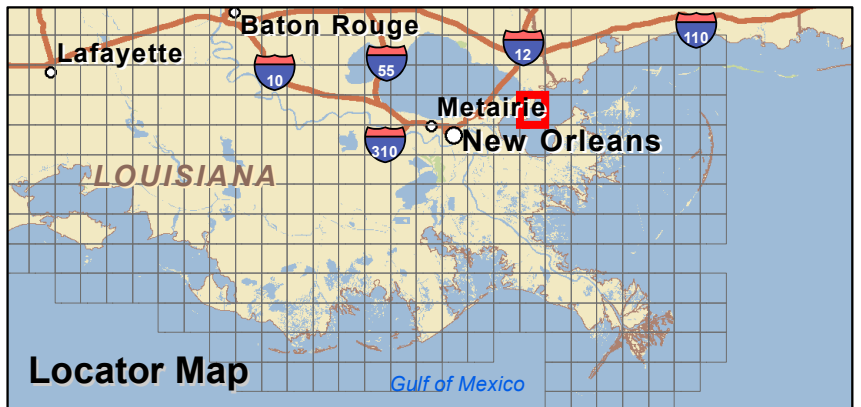 Baton Rouge
Lafayette
10
55
12
110
Metairie
New Orleans
310
LOUISIANA
Locator Map
Gulf of Mexico